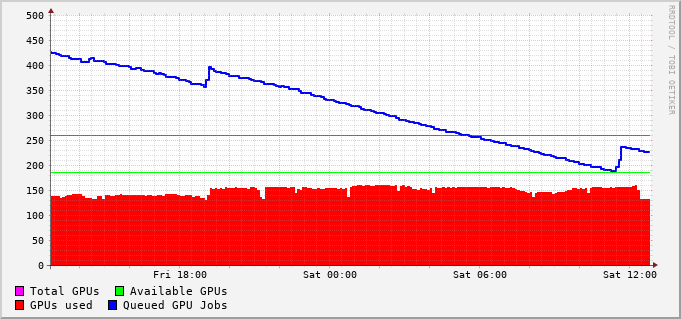 500
450
400
350
300
250
200
150
100
50
0
Fri 18:00 Sat 00:00 Sat 06:00 Sat 12:00
Total GPUs Available GPUs
GPUs used Queued GPU Jobs
RRDTOOL / TOBI OETIKER